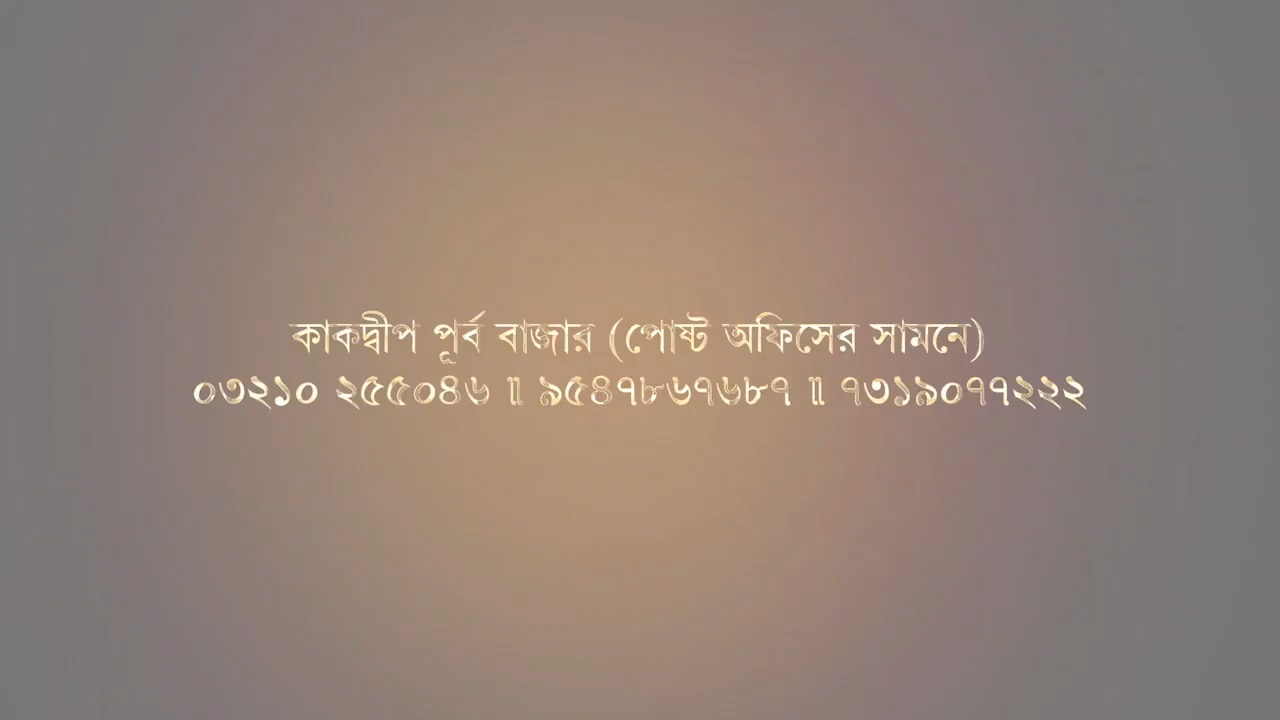 কাকদ্বীপ পূর্ব বাজার (পোষ্ট অফিসের সামনে)
০৩২১০ ২৫৫০৪৬ ॥ ৯৫৪৭৮৬৭৬৮৭ ॥ ৭৩১৯০৭৭২২২